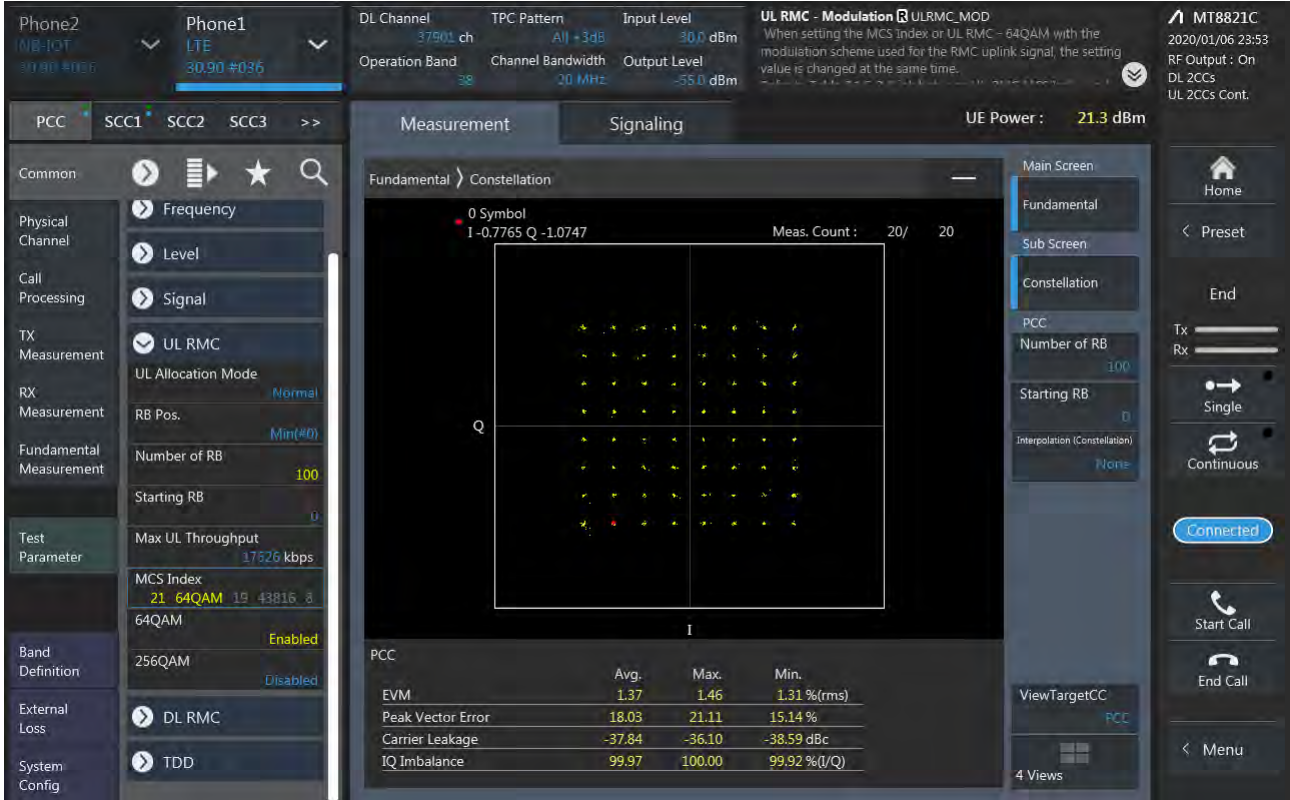 Phone2
NB-IOT
30.90 #036
Phone1
LTE
30.90 #036
DL Channel
37901 ch
TPC Pattern
All +3dB
Input Level
30.0 dBm
Operation Band
38
Channel Bandwidth
20 MHz
Output Level
-55.0 dBm
UL RMC - Modulation R ULRMC_MOD
When setting the MCS Index or UL RMC - 64QAM with the
modulation scheme used for the RMC uplink signal, the setting
value is changed at the same time.
MT8821C
2020/01/06 23:53
RF Output : On
DL 2CCs
UL 2CCs Cont.
PCC SCC1 SCC2 SCC3 >>
Measurement Signaling
UE Power : 21.3 dBm
Common
Physical
Channel
Call
Processing
TX
Measurement
RX
Measurement
Fundamental
Measurement
Test
Parameter
Band
Definition
External
Loss
System
Config
Frequency
Level
Signal
UL RMC
UL Allocation Mode
Normal
RB Pos.
Min(#0)
Number of RB
100
Starting RB
0
Max UL Throughput
17526 kbps
MCS Index
21 64QAM 19 43816 8
64QAM
Enabled
256QAM
Disabled
DL RMC
TDD
Fundamental 〉 Constellation
0 Symbol
I -0.7765 Q -1.0747
Meas. Count : 20/ 20
Q
I
PCC
Avg. Max. Min.
EVM 1.37 1.46 1.31 %(rms)
Peak Vector Error 18.03 21.11 15.14 %
Carrier Leakage -37.84 -36.10 -38.59 dBc
IQ Imbalance 99.97 100.00 99.92 %(I/Q)
Main Screen
Fundamental
Sub Screen
Constellation
PCC
Number of RB
100
Starting RB
0
Interpolation (Constellation)
None
ViewTargetCC
PCC
4 Views
Home
< Preset
End
Tx
Rx
Single
Continuous
Connected
Start Call
End Call
< Menu